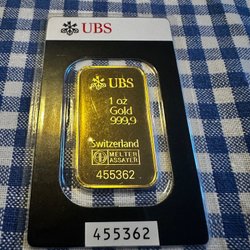 UBS
UBS
1 oz
Gold
999,9
Switzerland
MELTER
ASSAYER
455362
455362